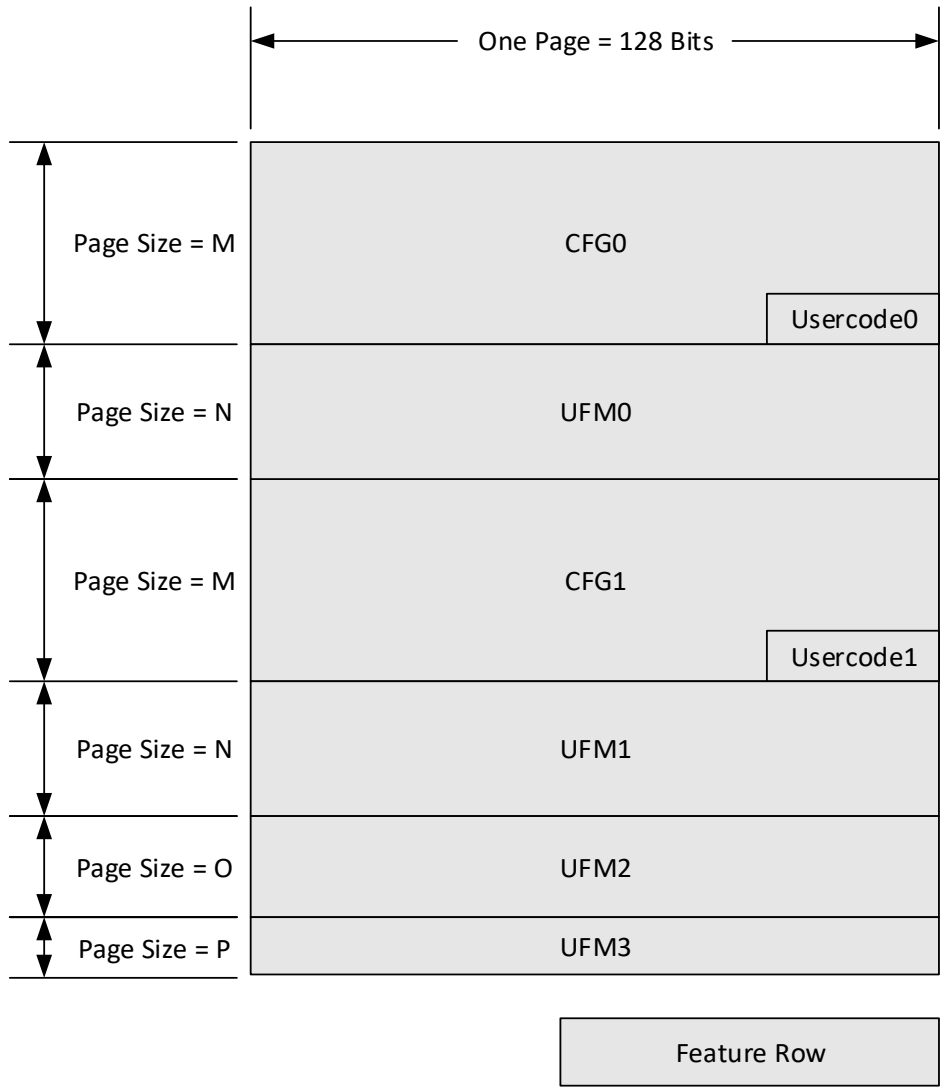 One Page = 128 Bits
Page Size = M
CFG0
Usercode0
Page Size = N
UFM0
Page Size = M
CFG1
Usercode1
Page Size = N
UFM1
Page Size = O
UFM2
Page Size = P
UFM3
Feature Row